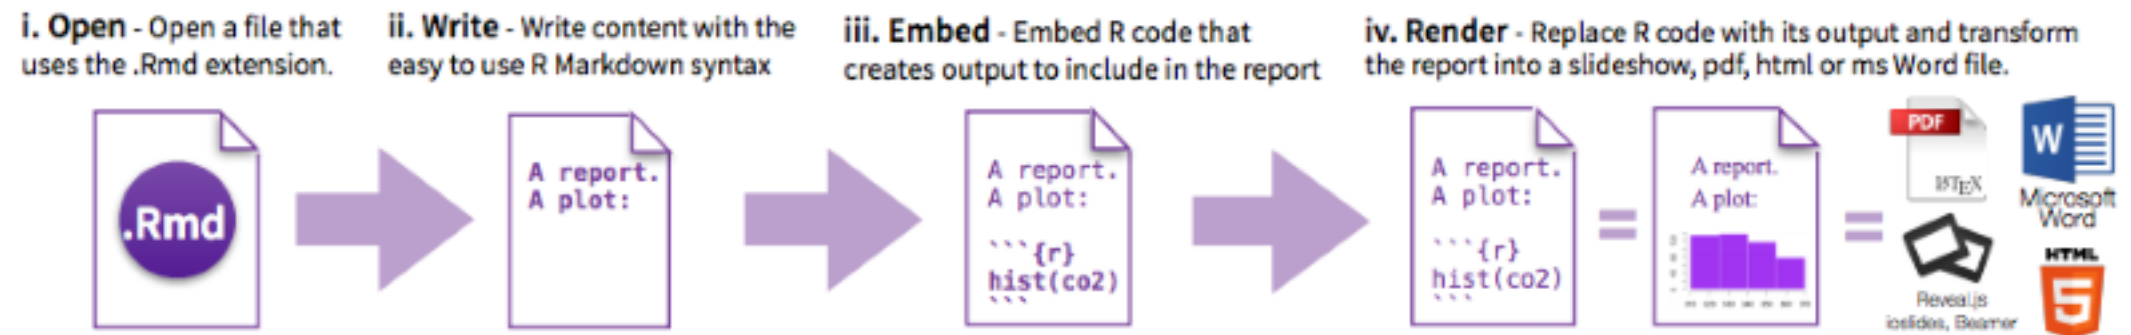 i. Open - Open a file that
uses the .Rmd extension.
ii. Write - Write content with the
easy to use R Markdown syntax
iii. Embed - Embed R code that
creates output to include in the report
iv. Render - Replace R code with its output and transform
the report into a slideshow, pdf, html or ms Word file.
.Rmd
A report.
A plot:
A report.
A plot:
```{r}
hist(co2)
```
A report.
A plot:
```{r}
hist(co2)
```
A report.
A plot:
PDF
LATEX
W
Microsoft
Word
Reveal.js
ioslides, Beamer
HTML
5